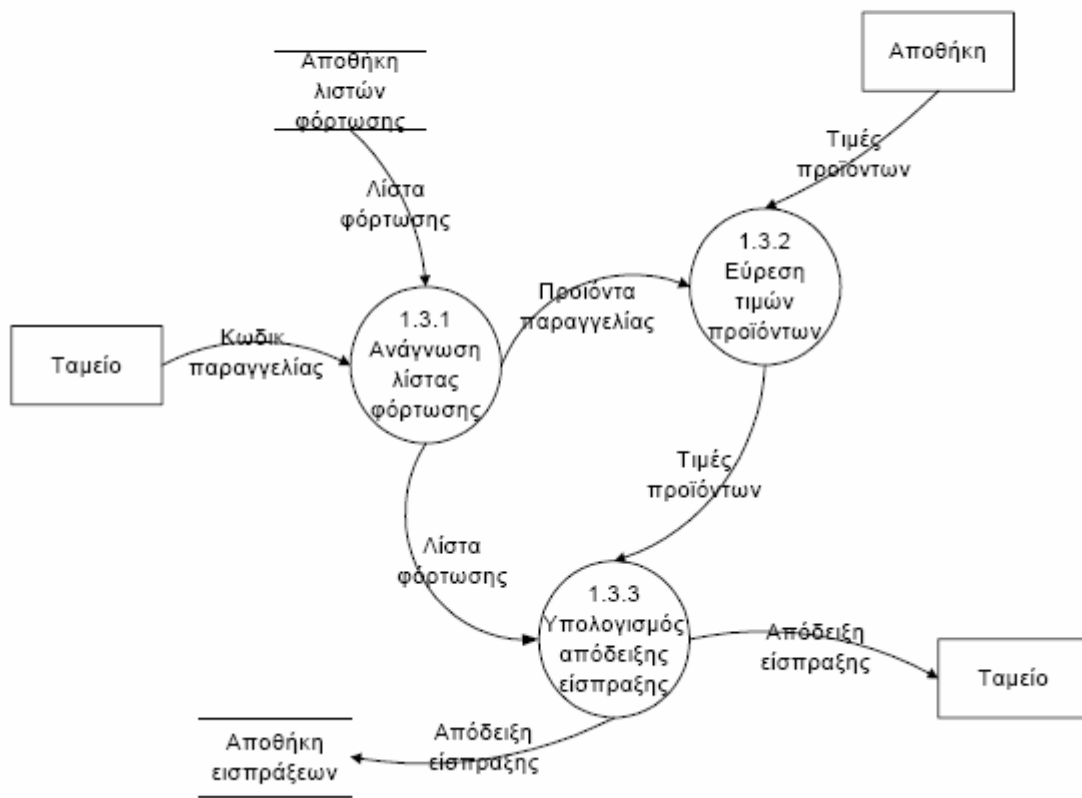 Αποθήκη
λιστών
φόρτωσης
Αποθήκη
Λίστα
φόρτωσης
Τιμές
προϊόντων
1.3.2
Εύρεση
τιμών
προϊόντων
Προϊόντα
παραγγελίας
1.3.1
Ανάγνωση
λίστας
φόρτωσης
Κωδικ
παραγγελίας
Ταμείο
Τιμές
προϊόντων
Λίστα
φόρτωσης
1.3.3
Υπολογισμός
απόδειξης
είσπραξης
Απόδειξη
είσπραξης
Ταμείο
Απόδειξη
είσπραξης
Αποθήκη
εισπράξεων